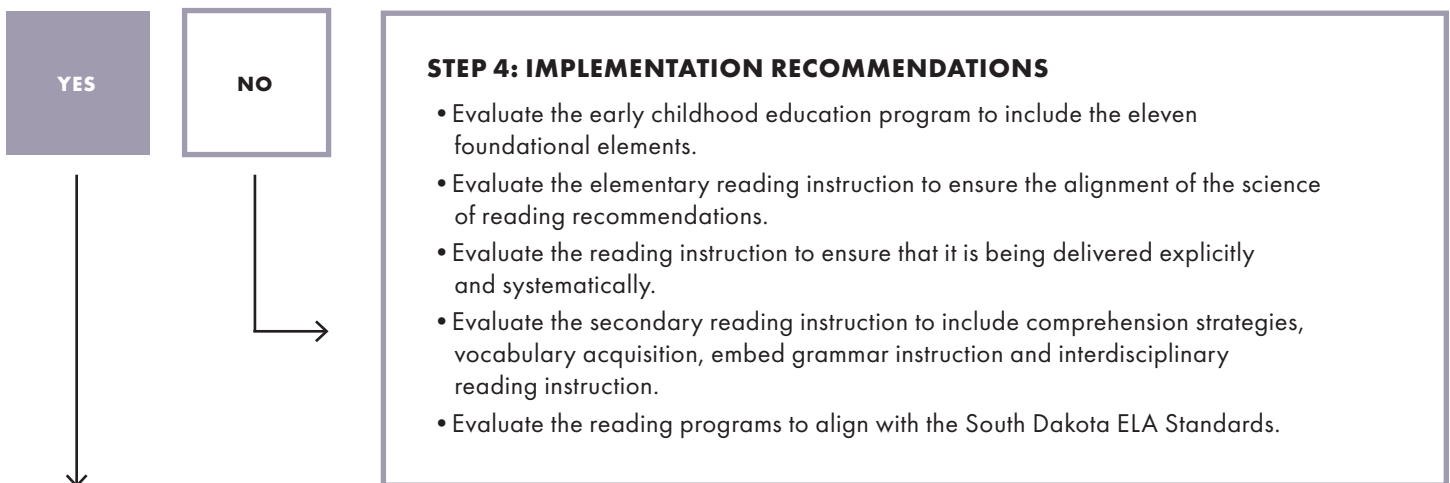 YES
NO
STEP 4: IMPLEMENTATION RECOMMENDATIONS
• Evaluate the early childhood education program to include the eleven
foundational elements.
• Evaluate the elementary reading instruction to ensure the alignment of the science
of reading recommendations.
• Evaluate the reading instruction to ensure that it is being delivered explicitly
and systematically.
• Evaluate the secondary reading instruction to include comprehension strategies,
vocabulary acquisition, embed grammar instruction and interdisciplinary
reading instruction.
• Evaluate the reading programs to align with the South Dakota ELA Standards.